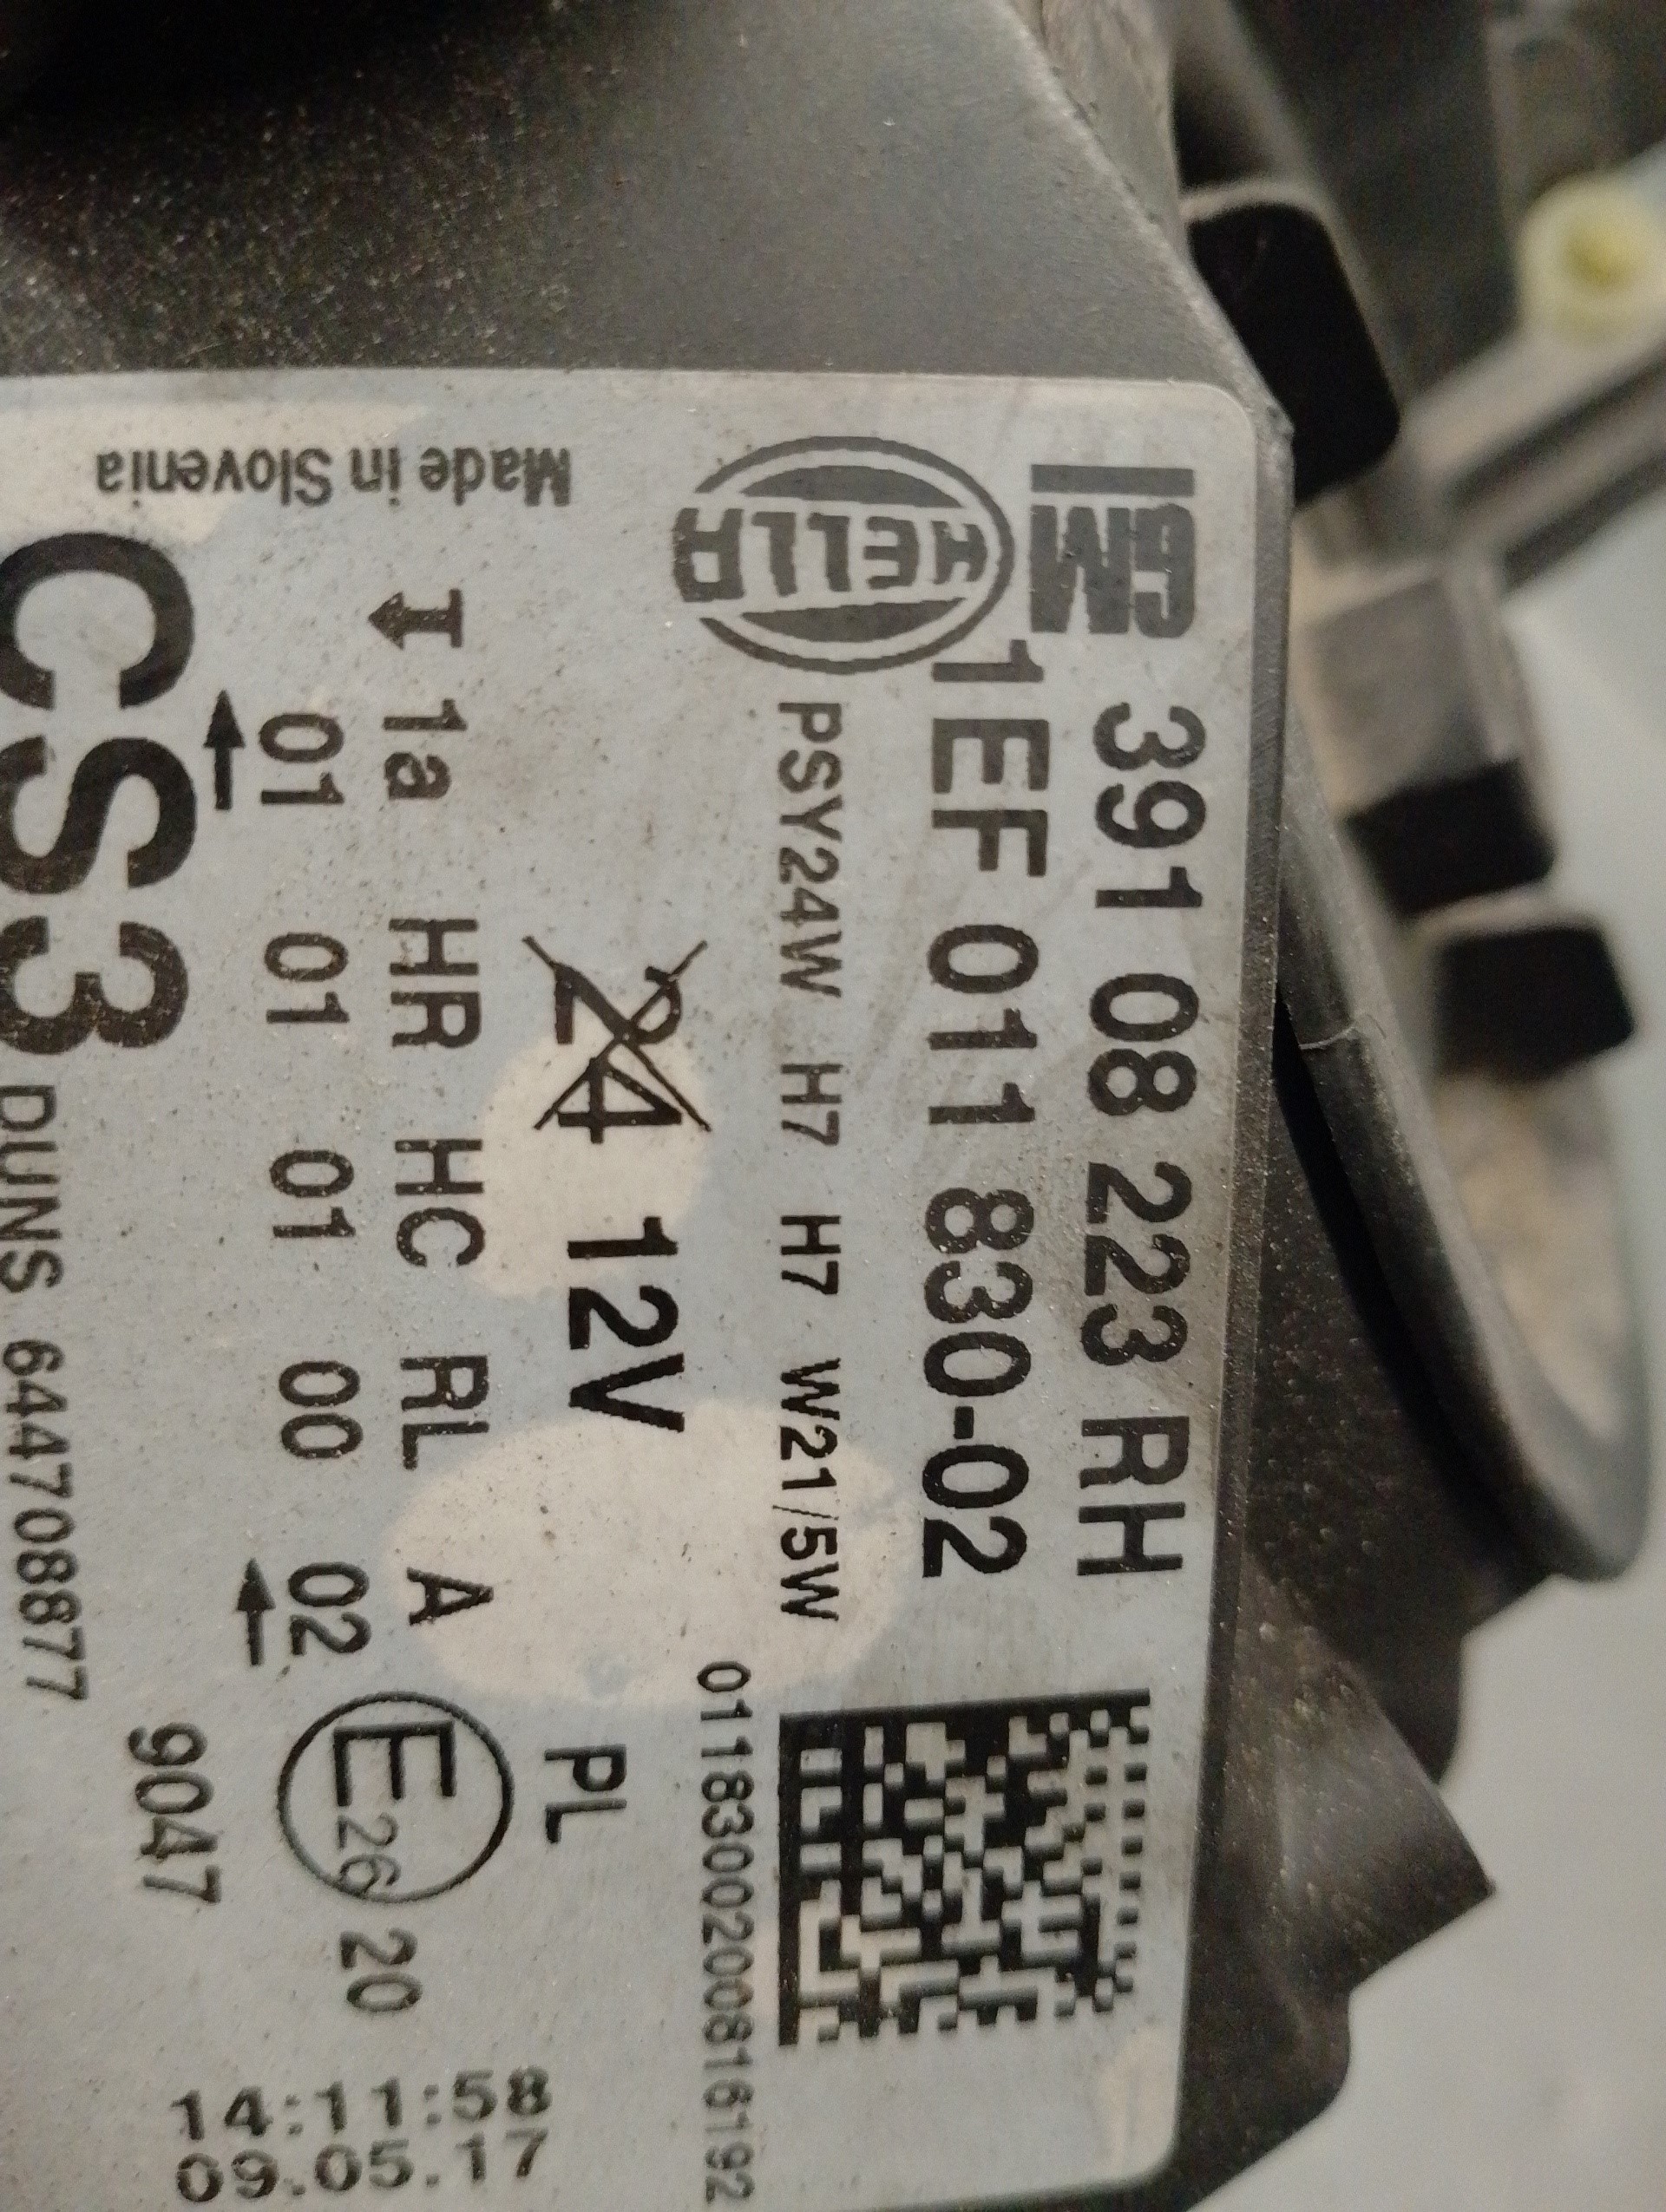 GM 391 08 223 RH
HELLA 1EF 011 830-02
PSY24W H7 H7 W21/5W
01183002008161192
24 12V PL
Made in Slovenia
1a HR HC RL A E26 20
01 01 01 00 02
9047
CS3 DUNS 644708877
14:11:58
09.05.17